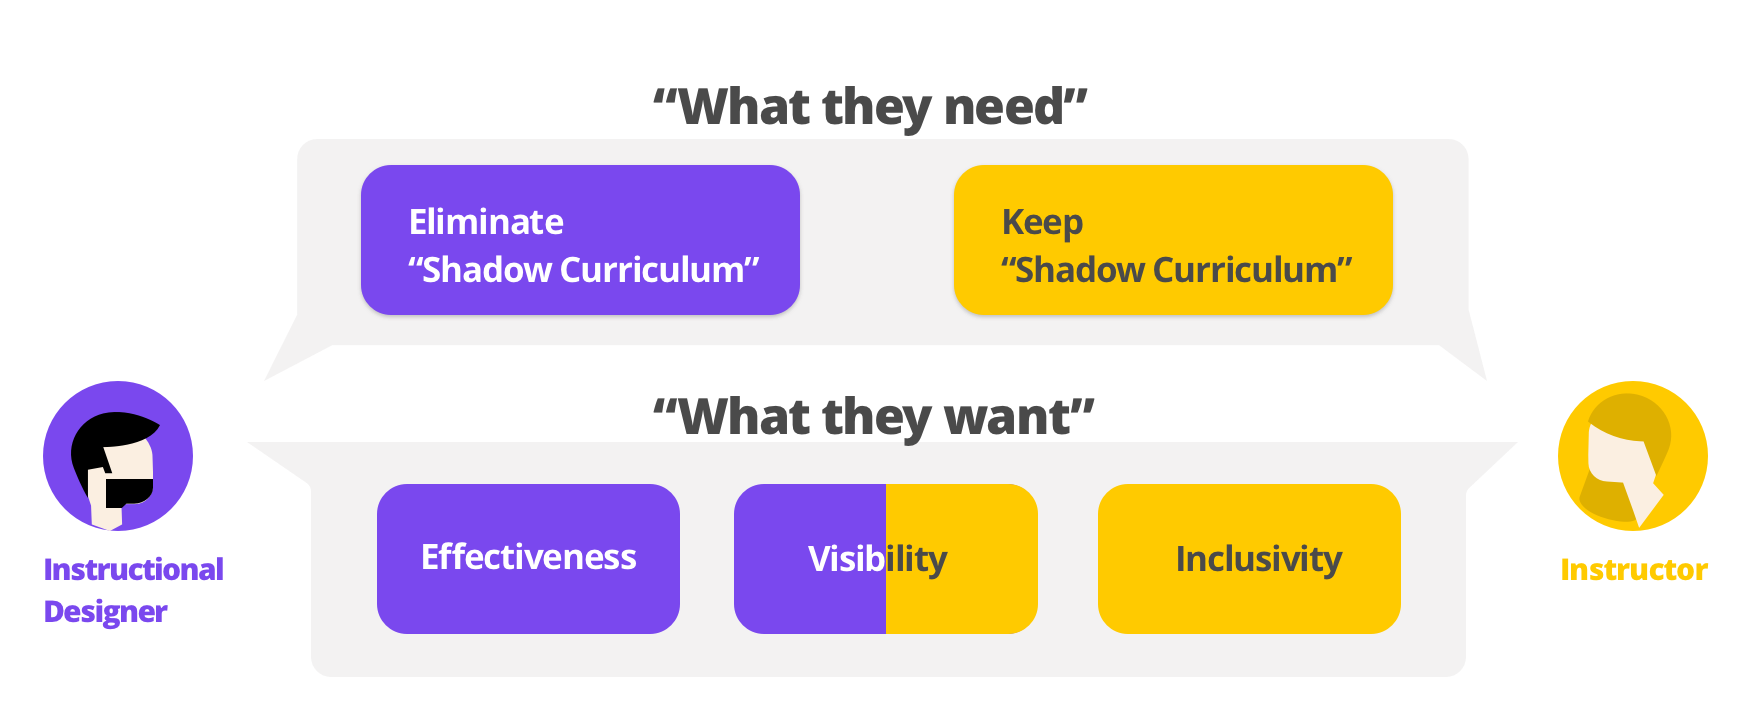 “What they need”
Eliminate
“Shadow Curriculum”
Keep
“Shadow Curriculum”
“What they want”
Effectiveness
Visibility
Inclusivity
Instructional
Designer
Instructor